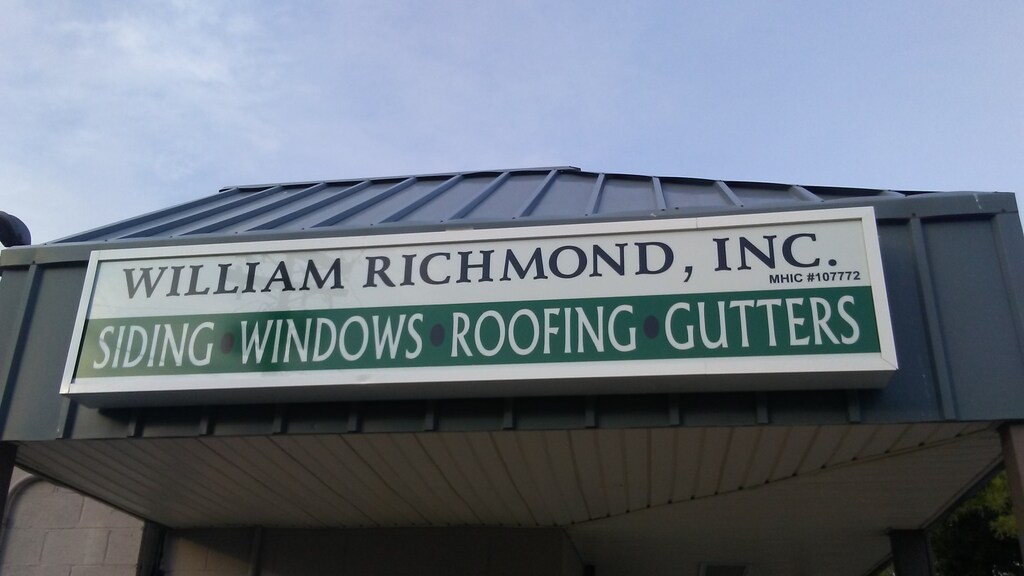 WILLIAM RICHMOND, INC.
MHIC #107772
SIDING • WINDOWS • ROOFING • GUTTERS